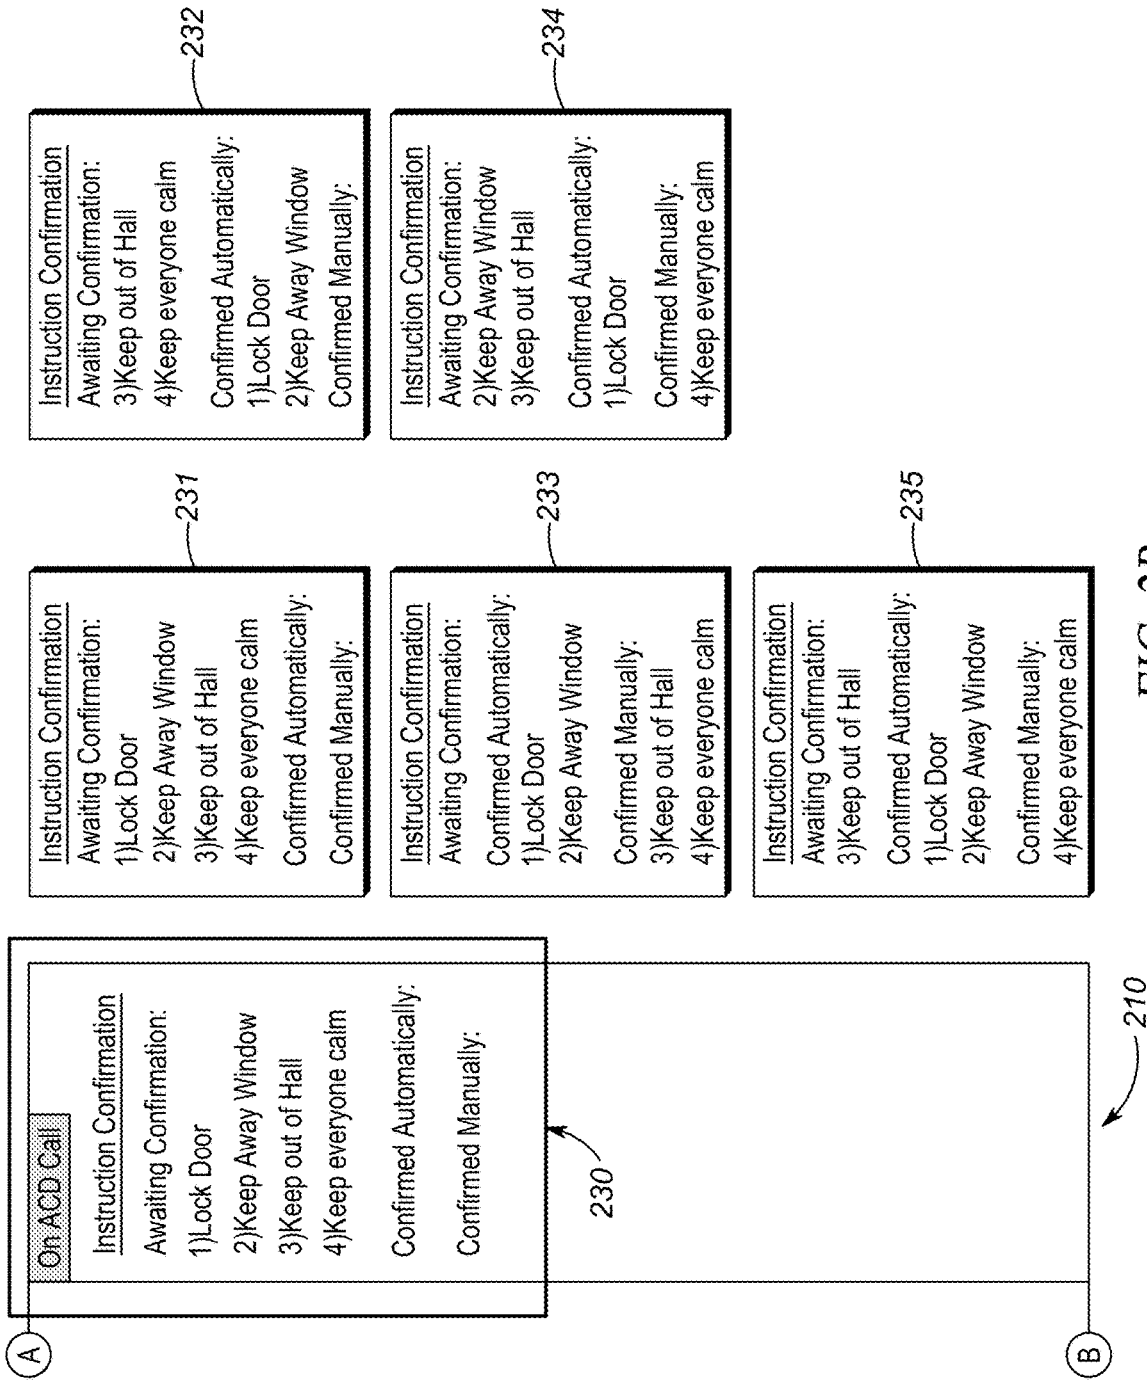 A
On ACD Call
Instruction Confirmation
Awaiting Confirmation:
1)Lock Door
2)Keep Away Window
3)Keep out of Hall
4)Keep everyone calm
Confirmed Automatically:
Confirmed Manually:
230
B
210
Instruction Confirmation
Awaiting Confirmation:
1)Lock Door
2)Keep Away Window
3)Keep out of Hall
4)Keep everyone calm
Confirmed Automatically:
Confirmed Manually:
231
Instruction Confirmation
Awaiting Confirmation:
3)Keep out of Hall
4)Keep everyone calm
Confirmed Automatically:
1)Lock Door
2)Keep Away Window
Confirmed Manually:
232
Instruction Confirmation
Awaiting Confirmation:
Confirmed Automatically:
1)Lock Door
2)Keep Away Window
Confirmed Manually:
3)Keep out of Hall
4)Keep everyone calm
233
Instruction Confirmation
Awaiting Confirmation:
2)Keep Away Window
3)Keep out of Hall
Confirmed Automatically:
1)Lock Door
Confirmed Manually:
4)Keep everyone calm
234
Instruction Confirmation
Awaiting Confirmation:
3)Keep out of Hall
Confirmed Automatically:
1)Lock Door
2)Keep Away Window
Confirmed Manually:
4)Keep everyone calm
235
FIG.